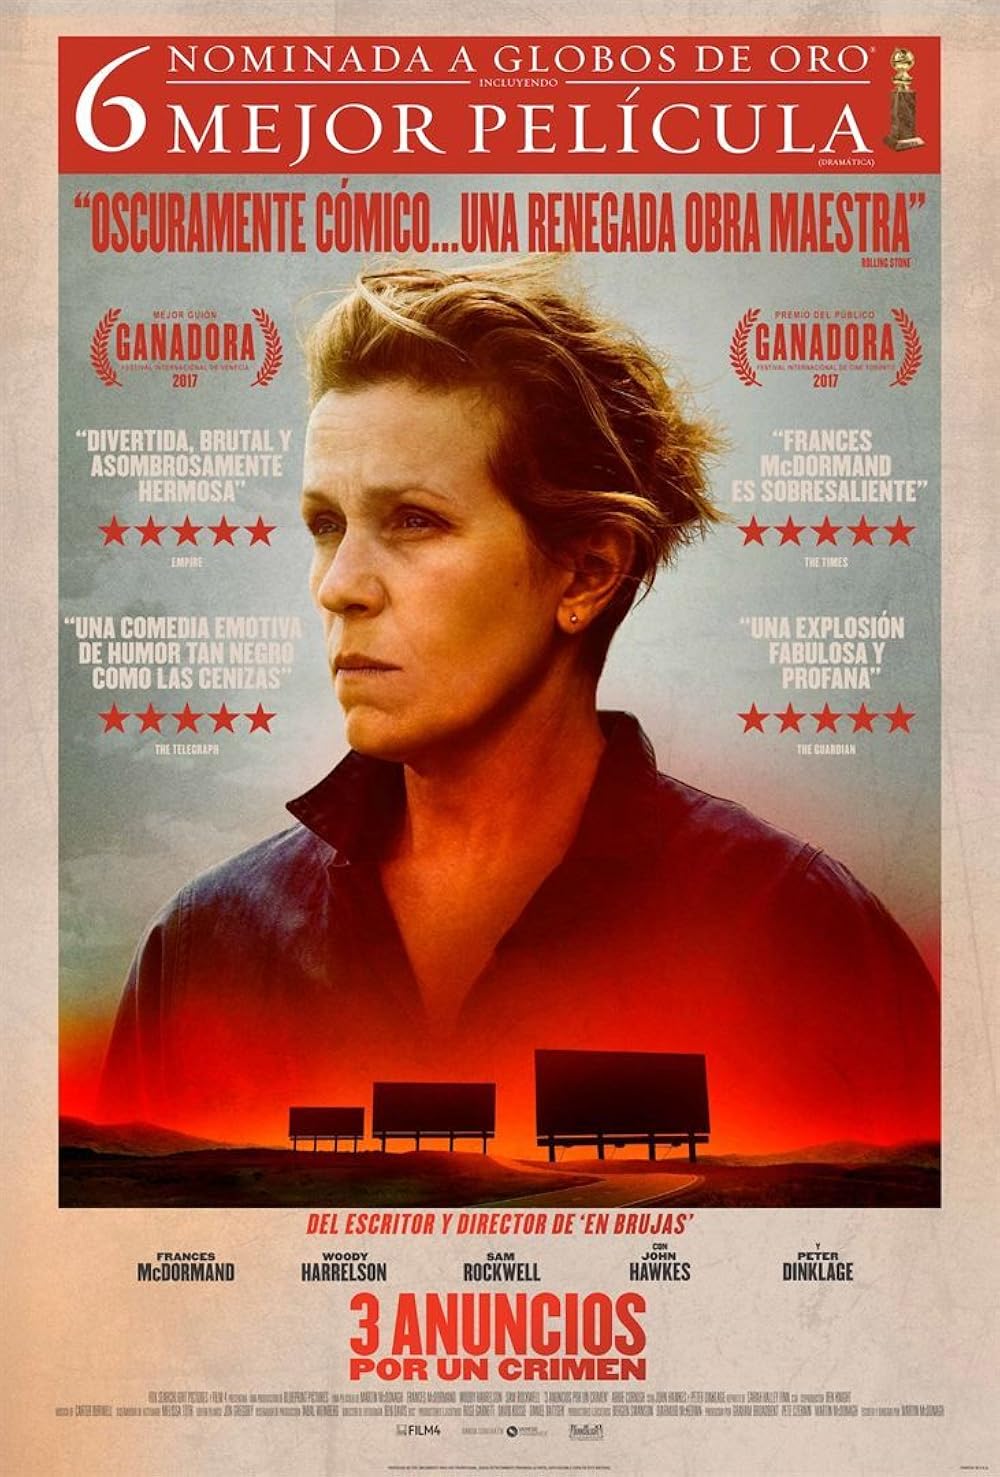 6 NOMINADA A GLOBOS DE ORO®
INCLUYENDO
MEJOR PELÍCULA
(DRAMÁTICA)
“OSCURAMENTE CÓMICO...UNA RENEGADA OBRA MAESTRA”
ROLLING STONE
MEJOR GUIÓN
GANADORA
FESTIVAL INTERNACIONAL DE VENECIA
2017
PREMIO DEL PÚBLICO
GANADORA
FESTIVAL INTERNACIONAL DE CINE TORONTO
2017
“DIVERTIDA, BRUTAL Y
ASOMBROSAMENTE
HERMOSA”
EMPIRE
“FRANCES
McDORMAND
ES SOBRESALIENTE”
THE TIMES
“UNA COMEDIA EMOTIVA
DE HUMOR TAN NEGRO
COMO LAS CENIZAS”
THE TELEGRAPH
“UNA EXPLOSIÓN
FABULOSA Y
PROFANA”
THE GUARDIAN
DEL ESCRITOR Y DIRECTOR DE ‘EN BRUJAS’
FRANCES
McDORMAND
WOODY
HARRELSON
SAM
ROCKWELL
CON
JOHN
HAWKES
Y
PETER
DINKLAGE
3 ANUNCIOS
POR UN CRIMEN
FILM4